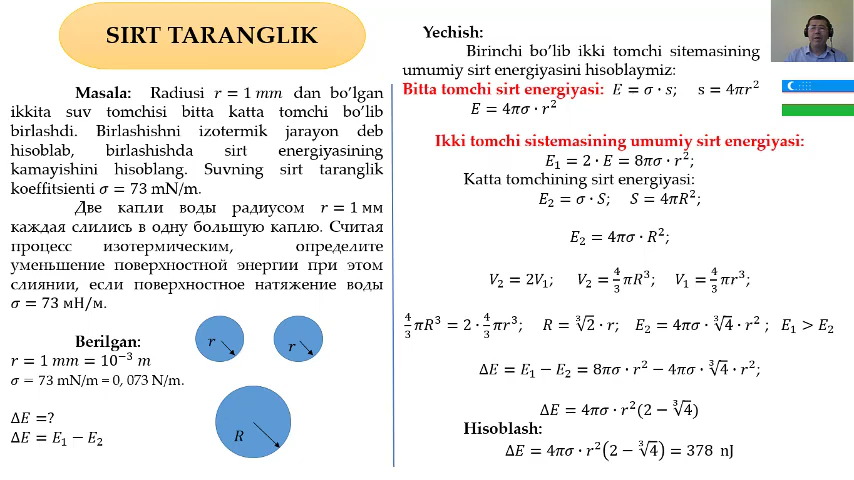 SIRT TARANGLIK
Masala: Radiusi r = 1 mm dan bo'lgan
ikkita suv tomchisi bitta katta tomchi bo'lib
birlashdi. Birlashishni izotermik jarayon deb
hisoblab, birlashishda sirt energiyasining
kamayishini hisoblang. Suvning sirt taranglik
koeffitsienti σ = 73 mN/m.
Две капли воды радиусом r = 1 мм
каждая слились в одну большую каплю. Считая
процесс изотермическим, определите
уменьшение поверхностной энергии при этом
слиянии, если поверхностное натяжение воды
σ = 73 мН/м.
Berilgan:
r = 1 mm = 10⁻³ m
σ = 73 mN/m = 0, 073 N/m.
ΔE =?
ΔE = E₁ − E₂
r
r
R
Yechish:
Birinchi bo'lib ikki tomchi sitemasining
umumiy sirt energiyasini hisoblaymiz:
Bitta tomchi sirt energiyasi: E = σ · s; s = 4πr²
E = 4πσ · r²
Ikki tomchi sistemasining umumiy sirt energiyasi:
E₁ = 2 · E = 8πσ · r²;
Katta tomchining sirt energiyasi:
E₂ = σ · S; S = 4πR²;
E₂ = 4πσ · R²;
V₂ = 2V₁; V₂ = 4/3 πR³; V₁ = 4/3 πr³;
4/3 πR³ = 2 · 4/3 πr³; R = ∛2 · r; E₂ = 4πσ · ∛4 · r² ; E₁ > E₂
ΔE = E₁ − E₂ = 8πσ · r² − 4πσ · ∛4 · r²;
ΔE = 4πσ · r²(2 − ∛4)
Hisoblash:
ΔE = 4πσ · r²(2 − ∛4) = 378 nJ